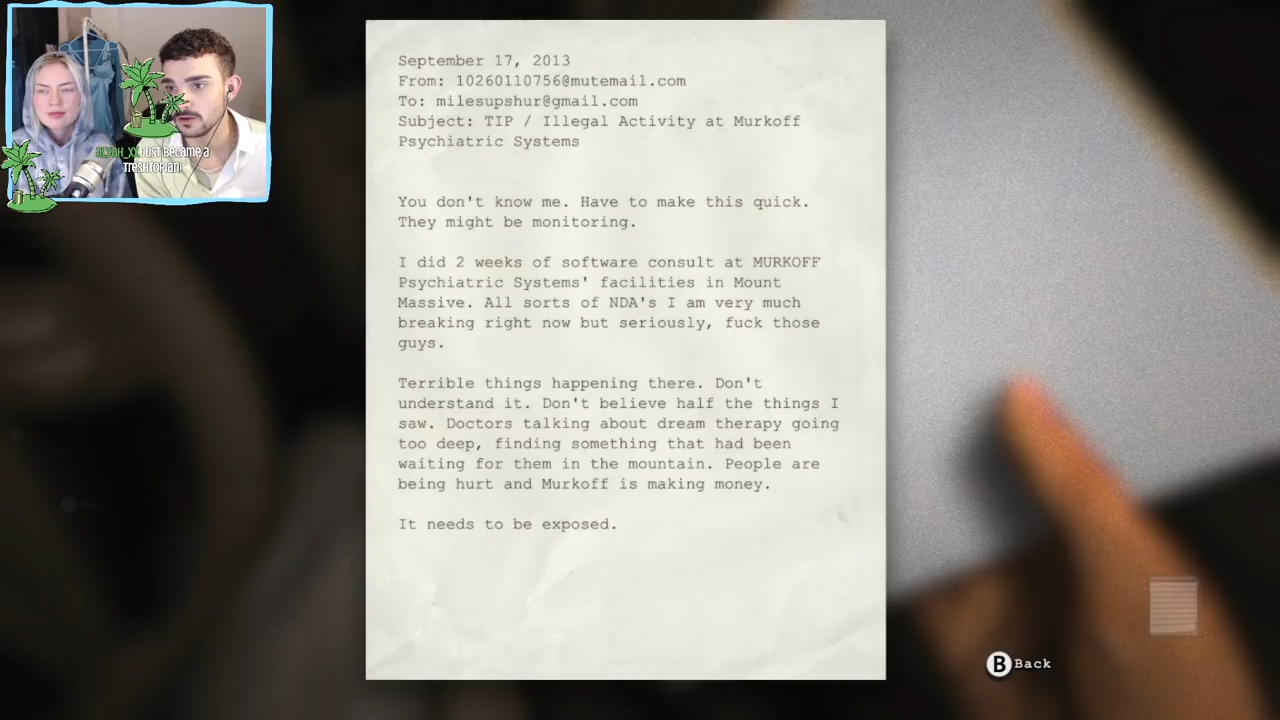 September 17, 2013
From: 10260110756@mutemail.com
To: milesupshur@gmail.com
Subject: TIP / Illegal Activity at Murkoff
Psychiatric Systems
You don't know me. Have to make this quick.
They might be monitoring.
I did 2 weeks of software consult at MURKOFF
Psychiatric Systems' facilities in Mount
Massive. All sorts of NDA's I am very much
breaking right now but seriously, fuck those
guys.
Terrible things happening there. Don't
understand it. Don't believe half the things I
saw. Doctors talking about dream therapy going
too deep, finding something that had been
waiting for them in the mountain. People are
being hurt and Murkoff is making money.
It needs to be exposed.
JUST BECAME A
TRESHTOPIAN!
B Back